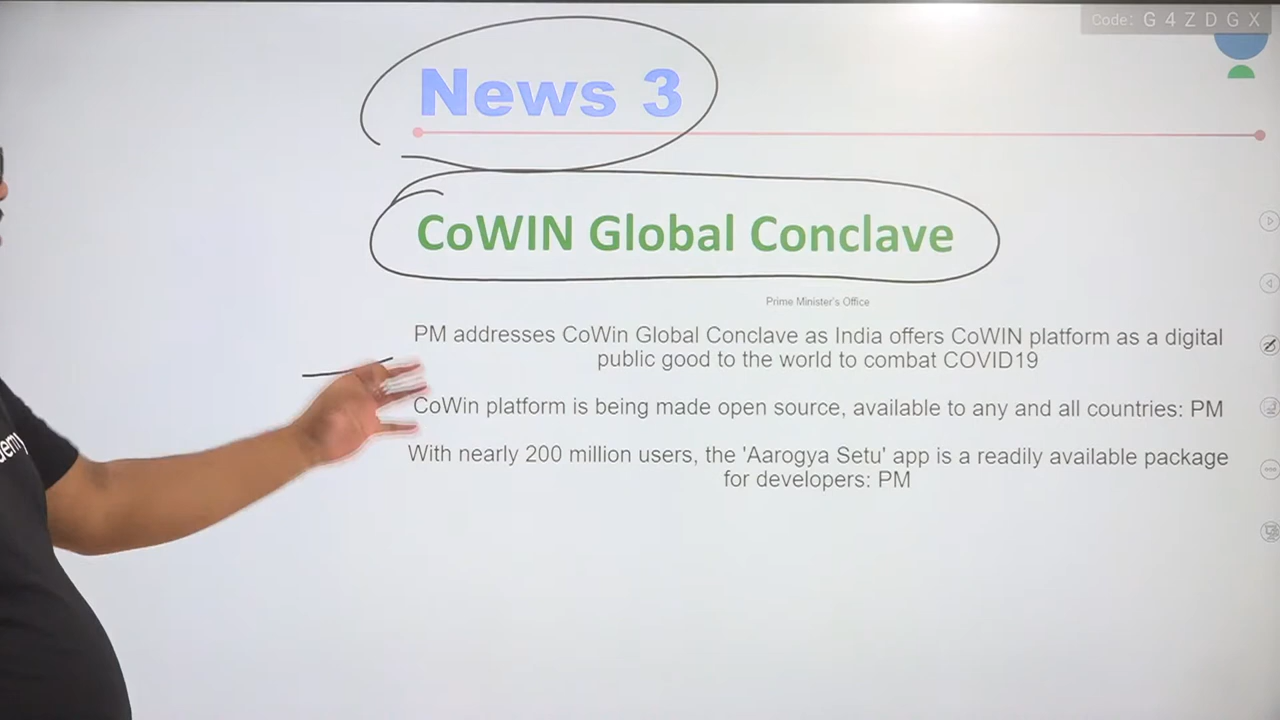 Code: G 4 Z D G X
News 3
CoWIN Global Conclave
Prime Minister's Office
PM addresses CoWin Global Conclave as India offers CoWIN platform as a digital
public good to the world to combat COVID19
CoWin platform is being made open source, available to any and all countries: PM
With nearly 200 million users, the 'Aarogya Setu' app is a readily available package
for developers: PM